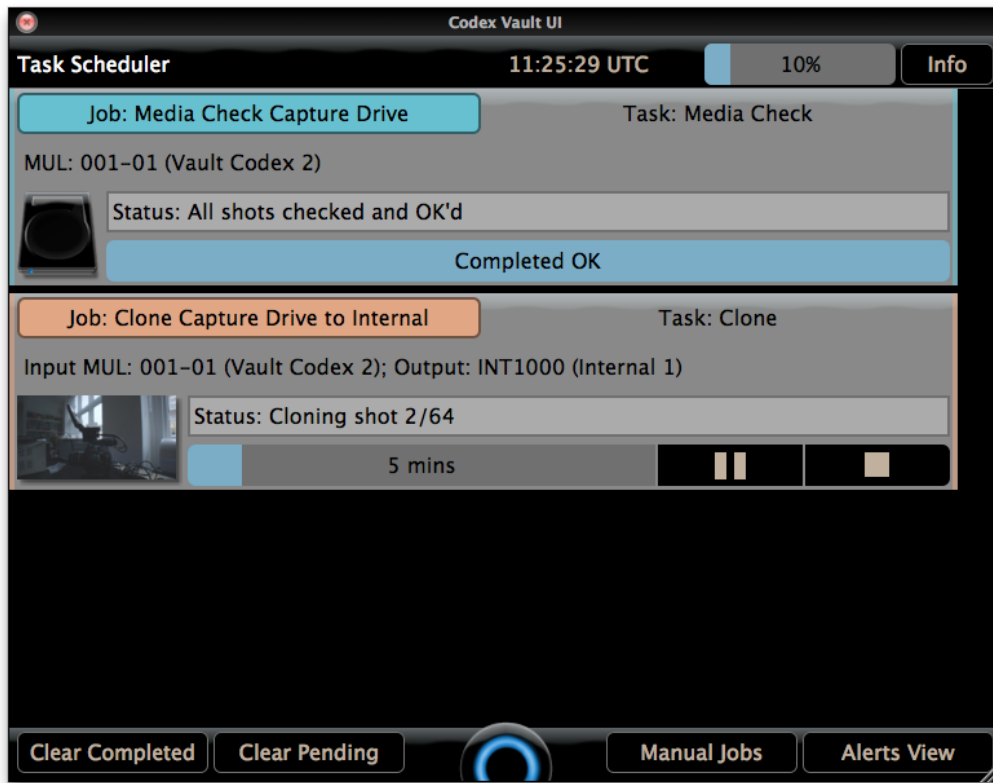 Codex Vault UI
Task Scheduler 11:25:29 UTC 10% Info
Job: Media Check Capture Drive Task: Media Check
MUL: 001-01 (Vault Codex 2)
Status: All shots checked and OK'd
Completed OK
Job: Clone Capture Drive to Internal Task: Clone
Input MUL: 001-01 (Vault Codex 2); Output: INT1000 (Internal 1)
Status: Cloning shot 2/64
5 mins
Clear Completed Clear Pending Manual Jobs Alerts View